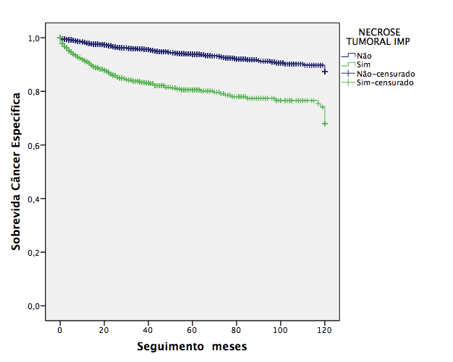 NECROSE
TUMORAL IMP
Não
Sim
Não-censurado
Sim-censurado
Sobrevida Câncer Específica
1,0
0,8
0,6
0,4
0,2
0,0
0 20 40 60 80 100 120
Seguimento meses